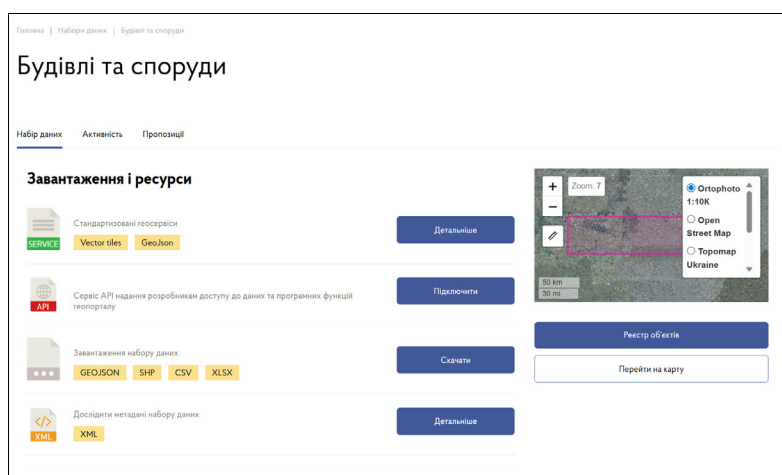 Головна | Набори даних | Будівлі та споруди
Будівлі та споруди
Набір даних Активність Пропозиції
Завантаження і ресурси
SERVICE
Стандартизовані геосервіси
Vector tiles GeoJson
Детальніше
API
Сервіс API надання розробникам доступу до даних та програмних функцій
геопорталу
Підключити
Завантаження набору даних
GEOJSON SHP CSV XLSX
Скачати
</>
XML
Дослідити метадані набору даних
XML
Детальніше
+
Zoom: 7
−
50 km
30 mi
Ortophoto
1:10K
Open
Street Map
Topomap
Ukraine
Реєстр об'єктів
Перейти на карту